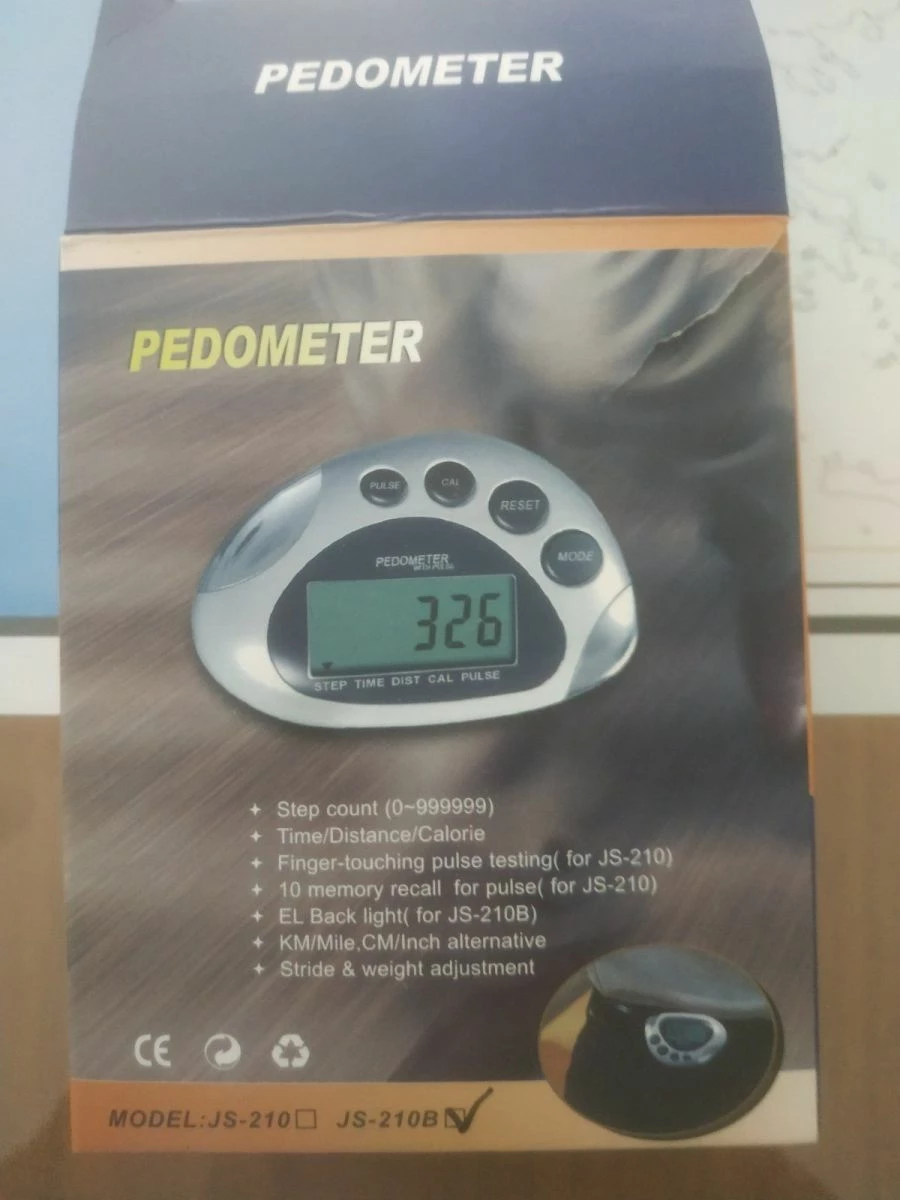 PEDOMETER
PEDOMETER
PULSE
CAL
RESET
MODE
PEDOMETER
WITH PULSE
326
STEP TIME DIST CAL PULSE
Step count (0~999999)
Time/Distance/Calorie
Finger-touching pulse testing( for JS-210)
10 memory recall for pulse( for JS-210)
EL Back light( for JS-210B)
KM/Mile,CM/Inch alternative
Stride & weight adjustment
CE
MODEL:JS-210☐ JS-210B☑